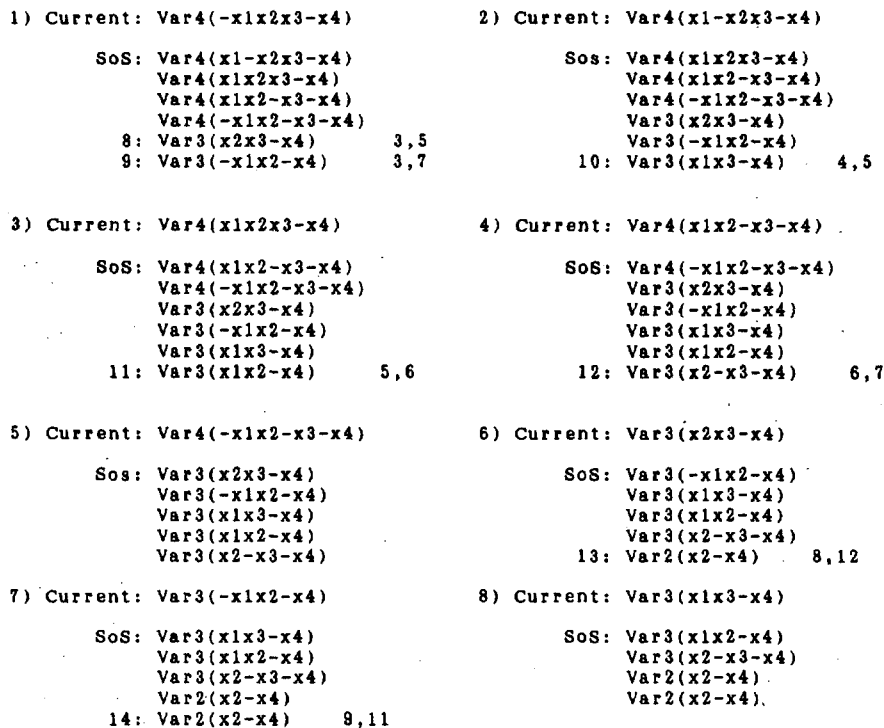 1) Current: Var4(-x1x2x3-x4)
SoS: Var4(x1-x2x3-x4)
Var4(x1x2x3-x4)
Var4(x1x2-x3-x4)
Var4(-x1x2-x3-x4)
8: Var3(x2x3-x4) 3,5
9: Var3(-x1x2-x4) 3,7
2) Current: Var4(x1-x2x3-x4)
Sos: Var4(x1x2x3-x4)
Var4(x1x2-x3-x4)
Var4(-x1x2-x3-x4)
Var3(x2x3-x4)
Var3(-x1x2-x4)
10: Var3(x1x3-x4) 4,5
3) Current: Var4(x1x2x3-x4)
SoS: Var4(x1x2-x3-x4)
Var4(-x1x2-x3-x4)
Var3(x2x3-x4)
Var3(-x1x2-x4)
Var3(x1x3-x4)
11: Var3(x1x2-x4) 5,6
4) Current: Var4(x1x2-x3-x4)
SoS: Var4(-x1x2-x3-x4)
Var3(x2x3-x4)
Var3(-x1x2-x4)
Var3(x1x3-x4)
Var3(x1x2-x4)
12: Var3(x2-x3-x4) 6,7
5) Current: Var4(-x1x2-x3-x4)
Sos: Var3(x2x3-x4)
Var3(-x1x2-x4)
Var3(x1x3-x4)
Var3(x1x2-x4)
Var3(x2-x3-x4)
6) Current: Var3(x2x3-x4)
SoS: Var3(-x1x2-x4)
Var3(x1x3-x4)
Var3(x1x2-x4)
Var3(x2-x3-x4)
13: Var2(x2-x4) 8,12
7) Current: Var3(-x1x2-x4)
SoS: Var3(x1x3-x4)
Var3(x1x2-x4)
Var3(x2-x3-x4)
Var2(x2-x4)
14: Var2(x2-x4) 9,11
8) Current: Var3(x1x3-x4)
SoS: Var3(x1x2-x4)
Var3(x2-x3-x4)
Var2(x2-x4)
Var2(x2-x4)